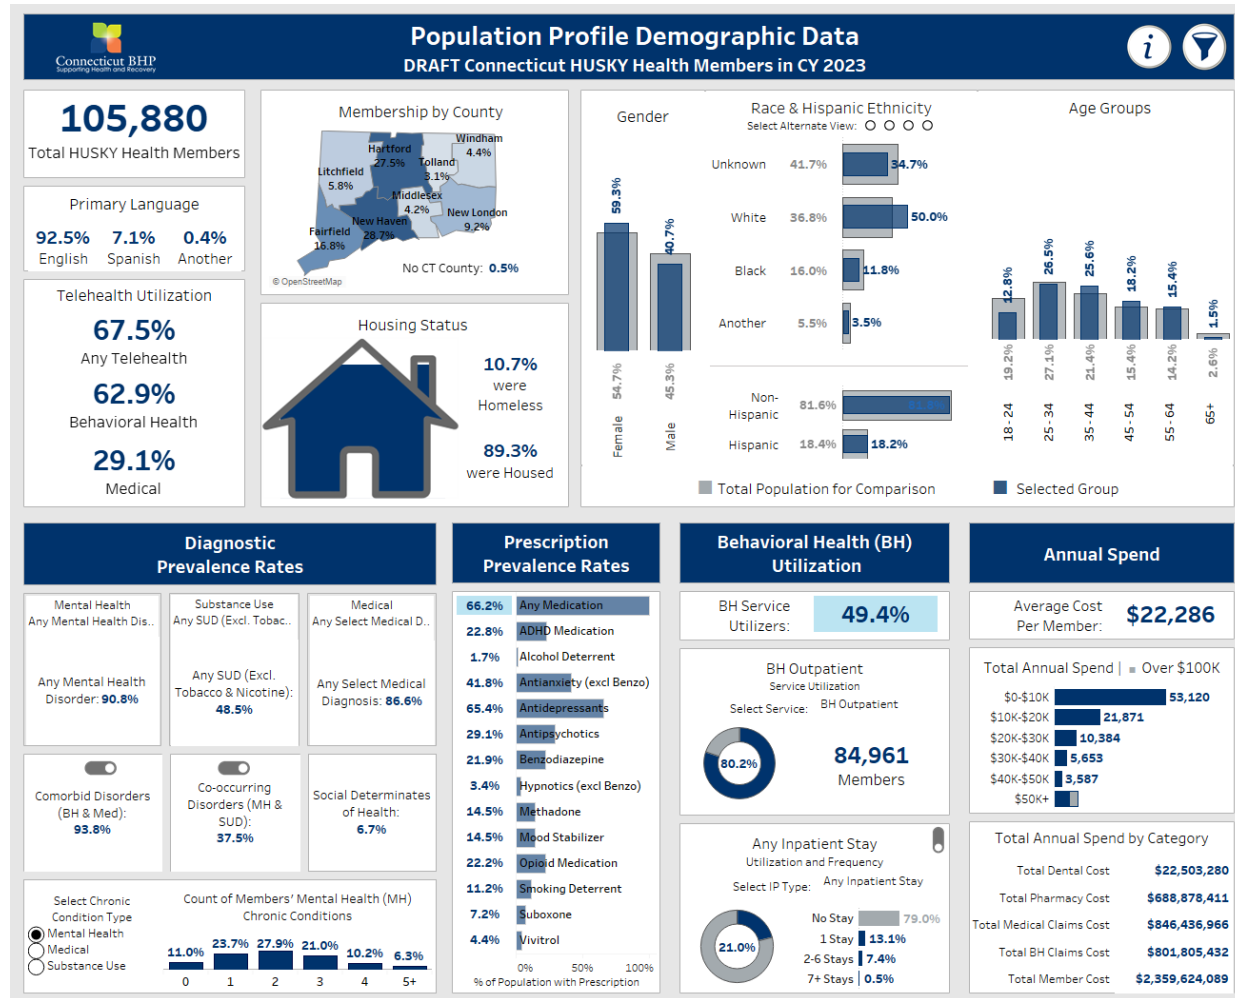 Connecticut BHP
Supporting Health and Recovery
Population Profile Demographic Data
DRAFT Connecticut HUSKY Health Members in CY 2023
i
105,880
Total HUSKY Health Members
Primary Language
92.5% 7.1% 0.4%
English Spanish Another
Telehealth Utilization
67.5%
Any Telehealth
62.9%
Behavioral Health
29.1%
Medical
Membership by County
Windham
4.4%
Hartford
27.5%
Tolland
3.1%
Litchfield
5.8%
Middlesex
4.2%
New London
9.2%
New Haven
28.7%
Fairfield
16.8%
No CT County: 0.5%
© OpenStreetMap
Housing Status
10.7%
were
Homeless
89.3%
were Housed
Gender
59.3%
40.7%
54.7%
45.3%
Female
Male
Race & Hispanic Ethnicity
Select Alternate View:
Unknown 41.7% 34.7%
White 36.8% 50.0%
Black 16.0% 11.8%
Another 5.5% 3.5%
Non-
Hispanic 81.6%
Hispanic 18.4% 18.2%
Age Groups
12.8% 26.5% 25.6% 18.2% 15.4% 1.5%
19.2% 27.1% 21.4% 15.4% 14.2% 2.6%
18 - 24 25 - 34 35 - 44 45 - 54 55 - 64 65+
Total Population for Comparison Selected Group
Diagnostic
Prevalence Rates
Mental Health
Any Mental Health Dis..
Any Mental Health
Disorder: 90.8%
Substance Use
Any SUD (Excl. Tobac..
Any SUD (Excl.
Tobacco & Nicotine):
48.5%
Medical
Any Select Medical D..
Any Select Medical
Diagnosis: 86.6%
Comorbid Disorders
(BH & Med):
93.8%
Co-occurring
Disorders (MH &
SUD):
37.5%
Social Determinates
of Health:
6.7%
Select Chronic
Condition Type
Mental Health
Medical
Substance Use
Count of Members' Mental Health (MH)
Chronic Conditions
11.0% 23.7% 27.9% 21.0% 10.2% 6.3%
0 1 2 3 4 5+
Prescription
Prevalence Rates
66.2% Any Medication
22.8% ADHD Medication
1.7% Alcohol Deterrent
41.8% Antianxiety (excl Benzo)
65.4% Antidepressants
29.1% Antipsychotics
21.9% Benzodiazepine
3.4% Hypnotics (excl Benzo)
14.5% Methadone
14.5% Mood Stabilizer
22.2% Opioid Medication
11.2% Smoking Deterrent
7.2% Suboxone
4.4% Vivitrol
0% 50% 100%
% of Population with Prescription
Behavioral Health (BH)
Utilization
BH Service
Utilizers: 49.4%
BH Outpatient
Service Utilization
Select Service: BH Outpatient
80.2%
84,961
Members
Any Inpatient Stay
Utilization and Frequency
Select IP Type: Any Inpatient Stay
21.0%
No Stay 79.0%
1 Stay 13.1%
2-6 Stays 7.4%
7+ Stays 0.5%
Annual Spend
Average Cost
Per Member: $22,286
Total Annual Spend | Over $100K
$0-$10K 53,120
$10K-$20K 21,871
$20K-$30K 10,384
$30K-$40K 5,653
$40K-$50K 3,587
$50K+
Total Annual Spend by Category
Total Dental Cost $22,503,280
Total Pharmacy Cost $688,878,411
Total Medical Claims Cost $846,436,966
Total BH Claims Cost $801,805,432
Total Member Cost $2,359,624,089